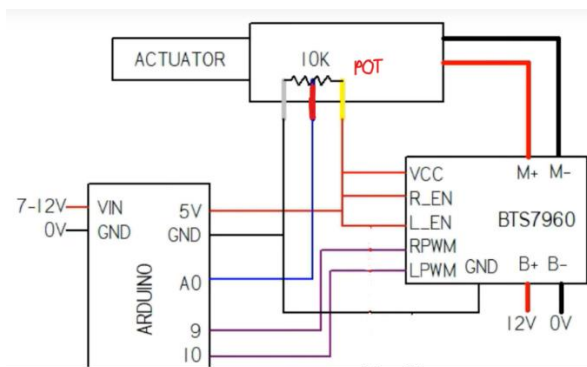 ACTUATOR
10K
POT
VCC
R_EN
L_EN
RPWM
LPWM
GND
M+ M-
BTS7960
B+ B-
12V 0V
7-12V
0V
VIN
GND
5V
GND
A0
9
10
ARDUINO